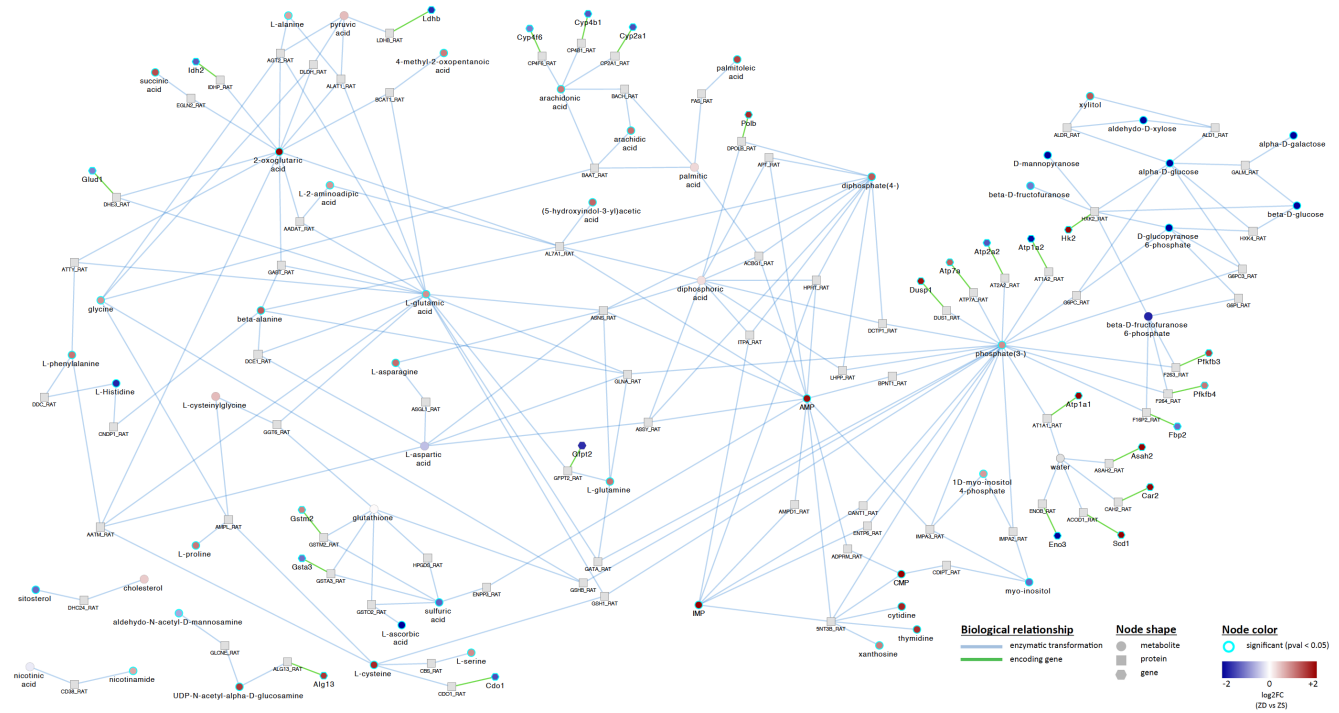 Ldhb
L-alanine
pyruvic
acid
LDHB_RAT
AGT2_RAT
DLDH_RAT
ALAT1_RAT
4-methyl-2-oxopentanoic
acid
BCAT1_RAT
Idh2
IDHP_RAT
succinic
acid
EGLN2_RAT
2-oxoglutaric
acid
Glud1
DHE3_RAT
L-2-aminoadipic
acid
AADAT_RAT
ATTY_RAT
GABT_RAT
glycine
beta-alanine
L-glutamic
acid
DCE1_RAT
L-phenylalanine
L-Histidine
DDC_RAT
CNDP1_RAT
L-cysteinylglycine
GGT6_RAT
L-asparagine
ASGL1_RAT
L-aspartic
acid
Cyp4f6
Cyp4b1
Cyp2a1
CP4F6_RAT
CP4B1_RAT
CP2A1_RAT
arachidonic
acid
BACH_RAT
arachidic
acid
BAAT_RAT
palmitoleic
acid
FAS_RAT
palmitic
acid
Polb
DPOLB_RAT
APT_RAT
diphosphate(4-)
(5-hydroxyindol-3-yl)acetic
acid
AL7A1_RAT
ACBG1_RAT
diphosphoric
acid
HPRT_RAT
ASNS_RAT
ITPA_RAT
DCTP1_RAT
GLNA_RAT
LHPP_RAT
BPNT1_RAT
AMP
ASSY_RAT
Gfpt2
GFPT2_RAT
L-glutamine
xylitol
ALDR_RAT
aldehydo-D-xylose
ALD1_RAT
alpha-D-galactose
D-mannopyranose
alpha-D-glucose
GALM_RAT
beta-D-fructofuranose
HXK2_RAT
Hk2
beta-D-glucose
D-glucopyranose
6-phosphate
HXK4_RAT
Atp2a2
Atp1a2
Atp7a
AT1A2_RAT
AT2A2_RAT
ATP7A_RAT
Dusp1
DUS1_RAT
G6PC3_RAT
G6PC_RAT
G6PI_RAT
beta-D-fructofuranose
6-phosphate
phosphate(3-)
Pfkfb3
F263_RAT
Pfkfb4
F264_RAT
F16P2_RAT
Fbp2
Atp1a1
AT1A1_RAT
water
Asah2
ASAH2_RAT
Car2
CAH2_RAT
ENOB_RAT
ACOD1_RAT
Eno3
Scd1
1D-myo-inositol
4-phosphate
AMPD1_RAT
CANT1_RAT
ENTP5_RAT
IMPA3_RAT
IMPA2_RAT
ADPRM_RAT
CDIPT_RAT
CMP
myo-inositol
IMP
5NT3B_RAT
cytidine
thymidine
xanthosine
AATM_RAT
AMPL_RAT
L-proline
Gstm2
GSTM2_RAT
glutathione
Gsta3
GSTA3_RAT
HPGDS_RAT
GSTO2_RAT
sulfuric
acid
ENPP3_RAT
L-ascorbic
acid
GATA_RAT
GSHB_RAT
GSH1_RAT
sitosterol
cholesterol
DHC24_RAT
aldehydo-N-acetyl-D-mannosamine
GLCNE_RAT
ALG13_RAT
UDP-N-acetyl-alpha-D-glucosamine
Alg13
nicotinic
acid
CD38_RAT
nicotinamide
L-cysteine
L-serine
CBS_RAT
CDO1_RAT
Cdo1
Biological relationship
enzymatic transformation
encoding gene
Node shape
metabolite
protein
gene
Node color
significant (pval < 0.05)
-2
0
+2
log2FC
(ZD vs ZS)